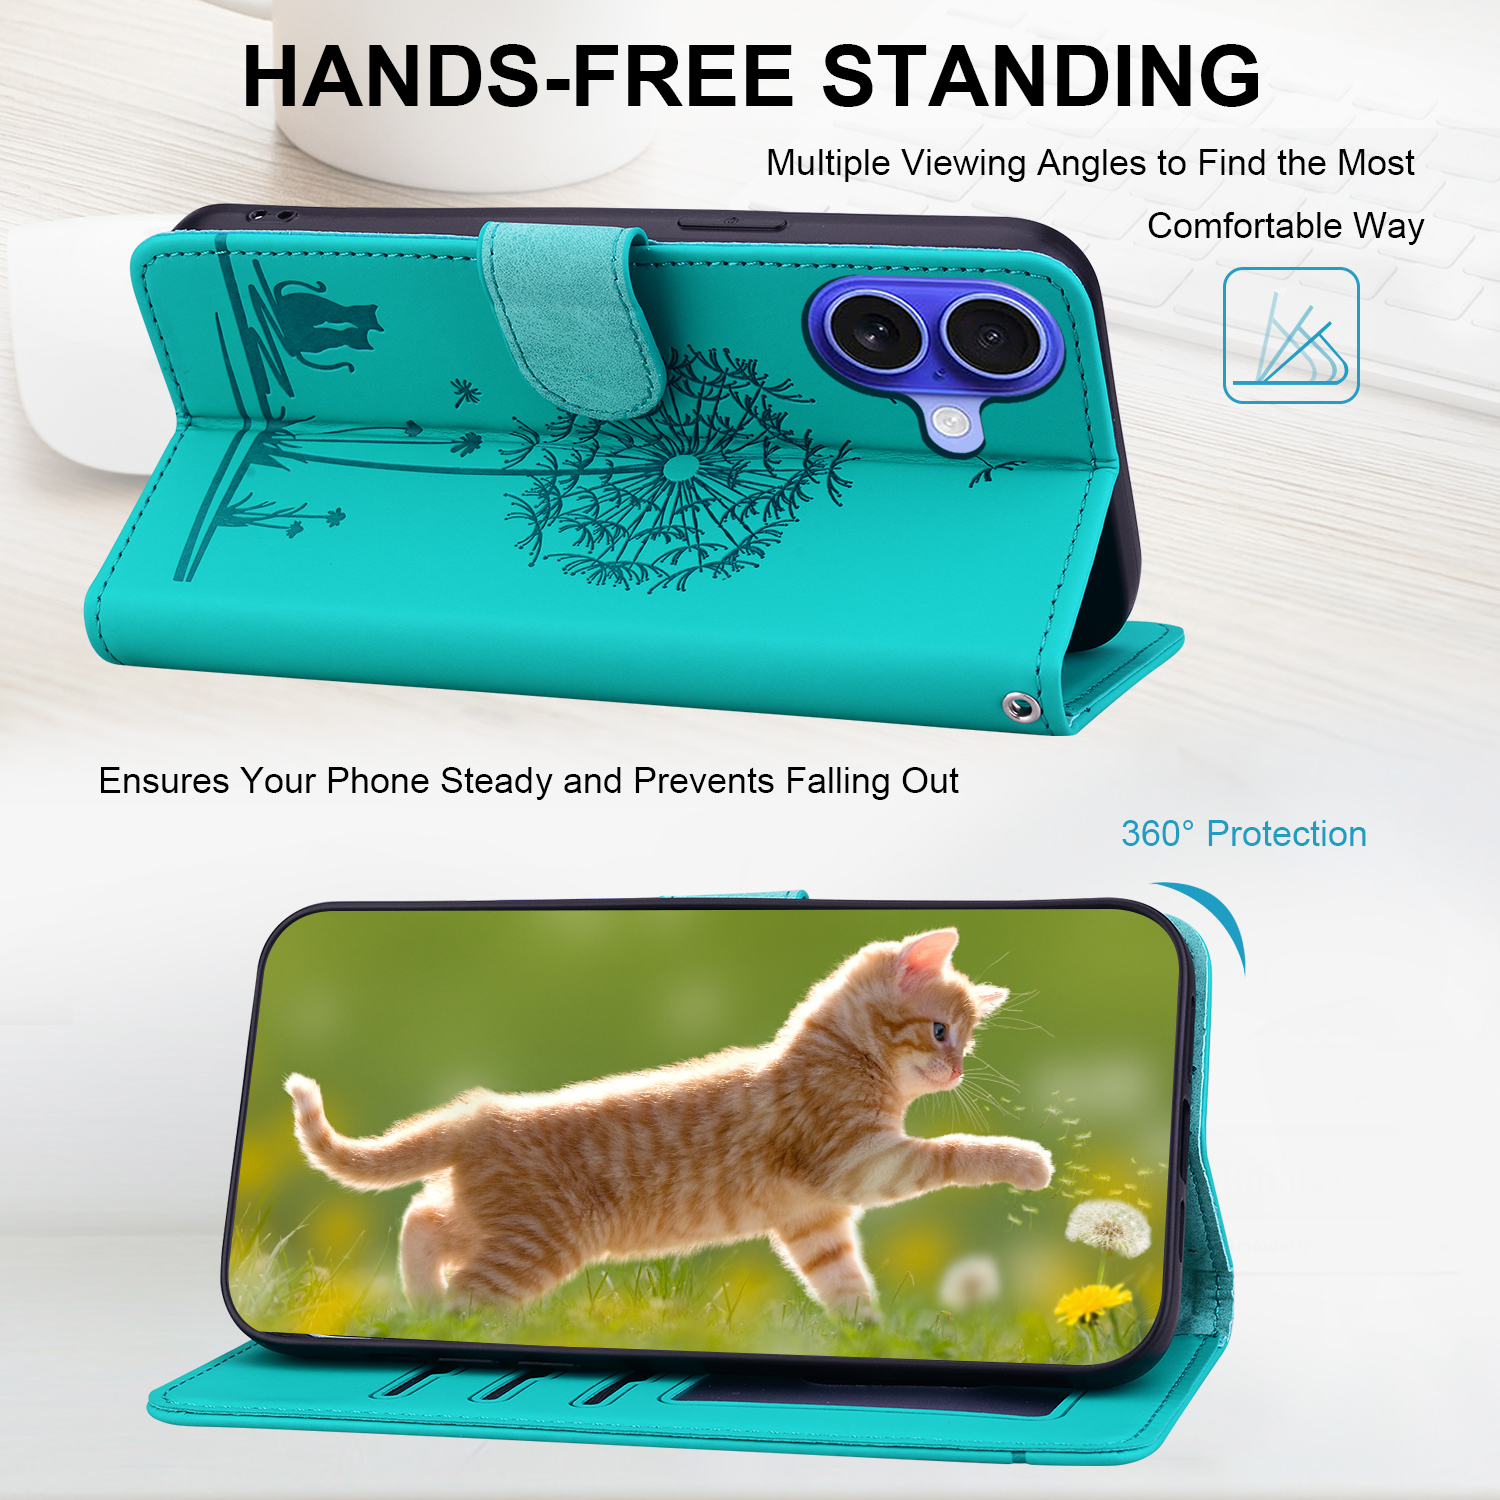 HANDS-FREE STANDING
Multiple Viewing Angles to Find the Most
Comfortable Way
Ensures Your Phone Steady and Prevents Falling Out
360° Protection